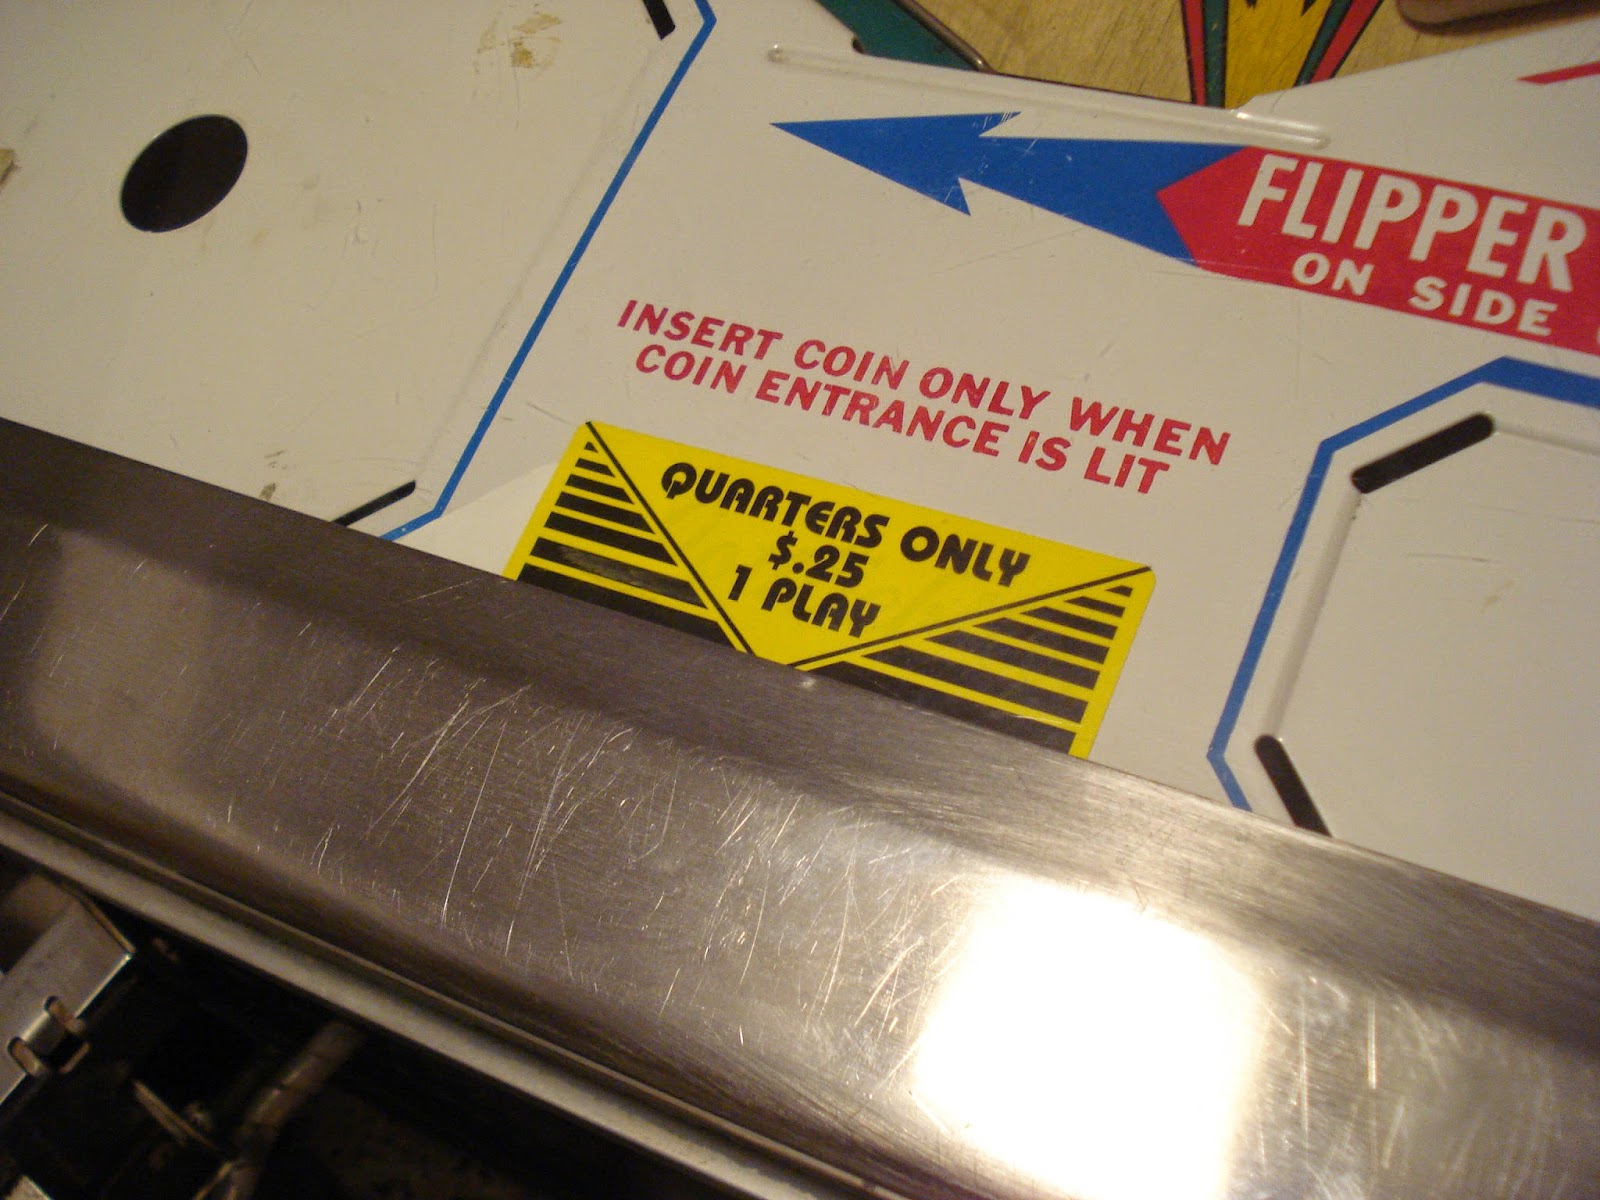 FLIPPER
ON SIDE
INSERT COIN ONLY WHEN
COIN ENTRANCE IS LIT
QUARTERS ONLY
$.25
1 PLAY